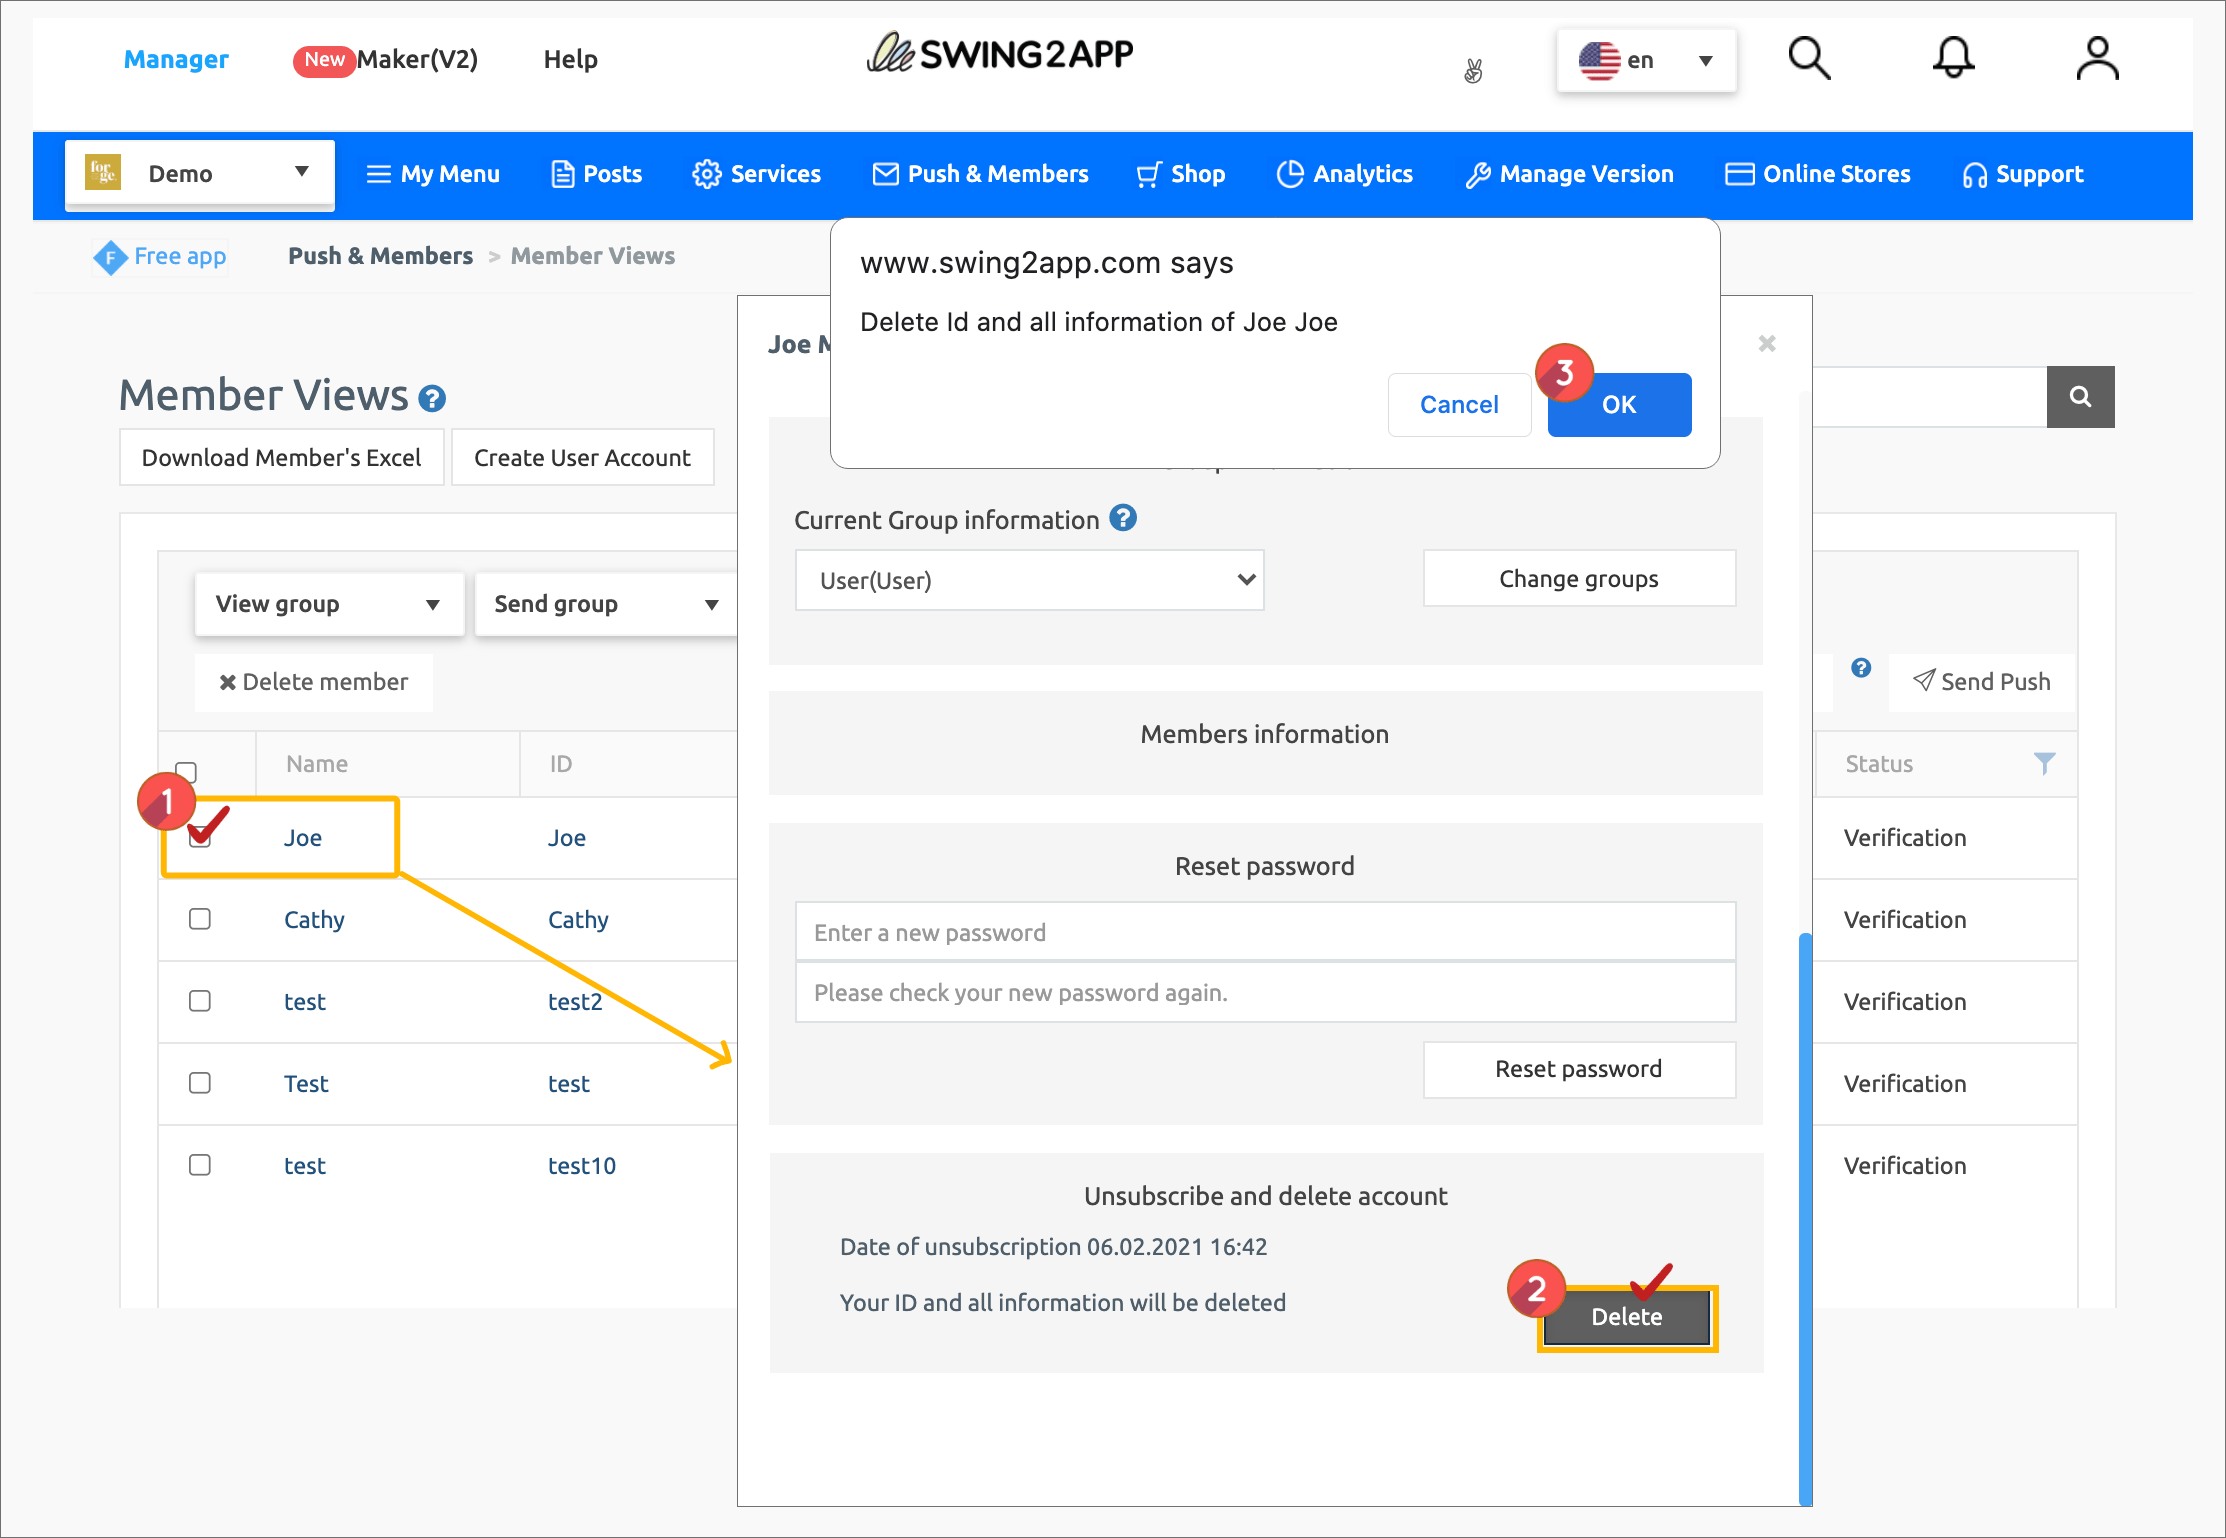 Manager
New Maker(V2)
Help
SWING2APP
en
for
ge.
Demo
My Menu
Posts
Services
Push & Members
Shop
Analytics
Manage Version
Online Stores
Support
F Free app
Push & Members > Member Views
www.swing2app.com says
Delete Id and all information of Joe Joe
3
Cancel
OK
Joe
Member Views ?
Download Member's Excel
Create User Account
Current Group information ?
User(User)
Change groups
View group
Send group
Delete member
?
Send Push
Members information
Name
ID
Status
1
Joe
Joe
Verification
Cathy
Cathy
Verification
test
test2
Verification
Test
test
Verification
test
test10
Verification
Reset password
Enter a new password
Please check your new password again.
Reset password
Unsubscribe and delete account
Date of unsubscription 06.02.2021 16:42
Your ID and all information will be deleted
2
Delete